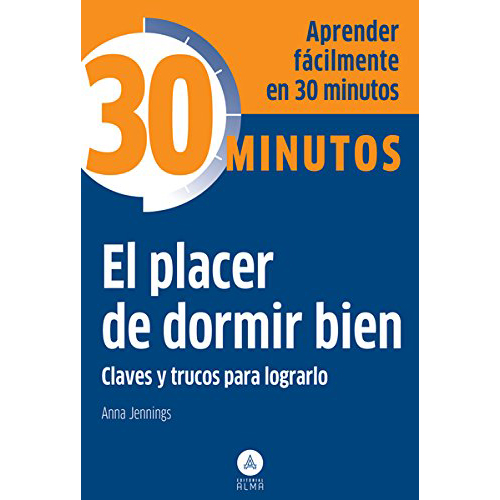 Aprender
fácilmente
en 30 minutos
30 MINUTOS
El placer
de dormir bien
Claves y trucos para lograrlo
Anna Jennings
EDITORIAL
ALMA